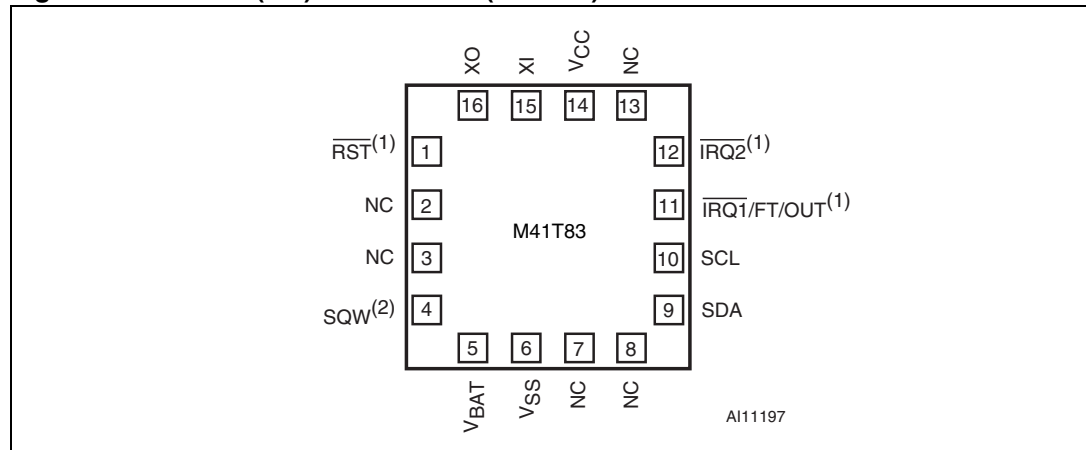 XO XI VCC NC
16 15 14 13
RST(1) 1 12 IRQ2(1)
NC 2 11 IRQ1/FT/OUT(1)
M41T83
NC 3 10 SCL
SQW(2) 4 9 SDA
5 6 7 8
VBAT VSS NC NC
AI11197